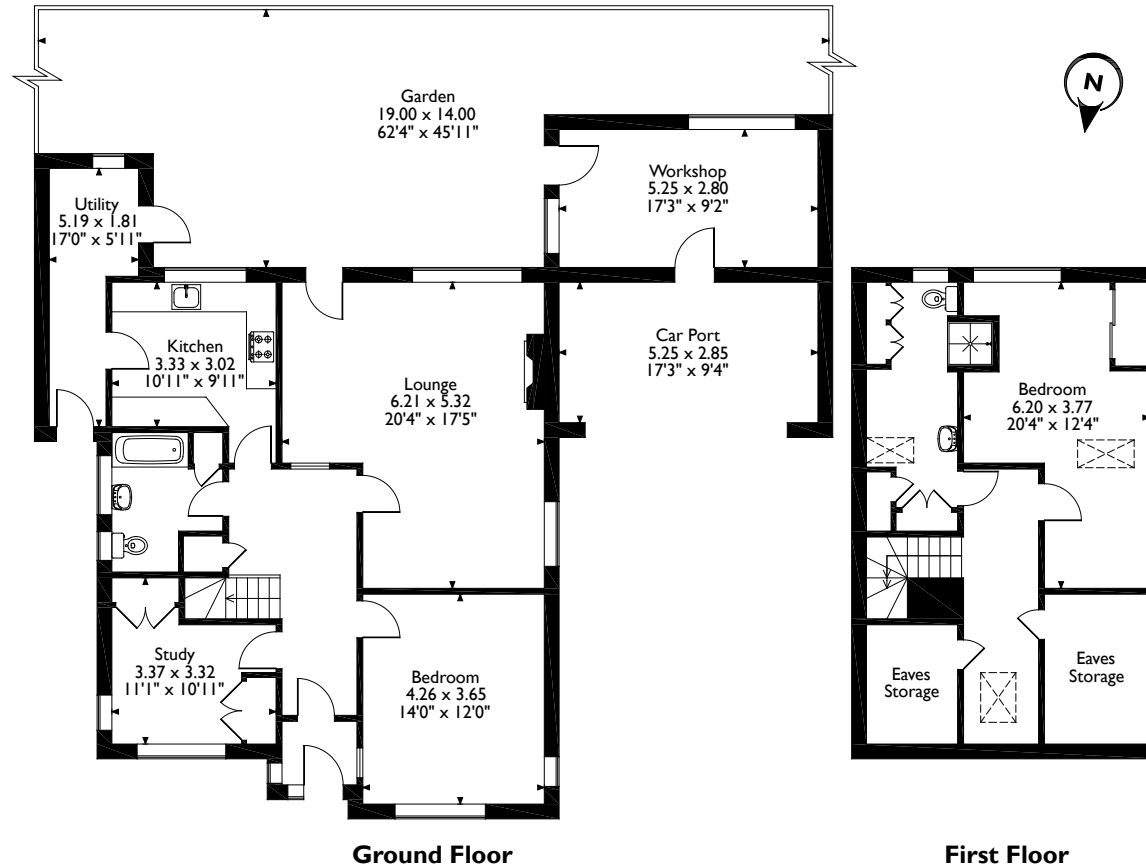 Garden
19.00 x 14.00
62'4" x 45'11"
N
Utility
5.19 x 1.81
17'0" x 5'11"
Workshop
5.25 x 2.80
17'3" x 9'2"
Kitchen
3.33 x 3.02
10'11" x 9'11"
Lounge
6.21 x 5.32
20'4" x 17'5"
Car Port
5.25 x 2.85
17'3" x 9'4"
Bedroom
6.20 x 3.77
20'4" x 12'4"
Study
3.37 x 3.32
11'1" x 10'11"
Bedroom
4.26 x 3.65
14'0" x 12'0"
Eaves
Storage
Eaves
Storage
Ground Floor
First Floor